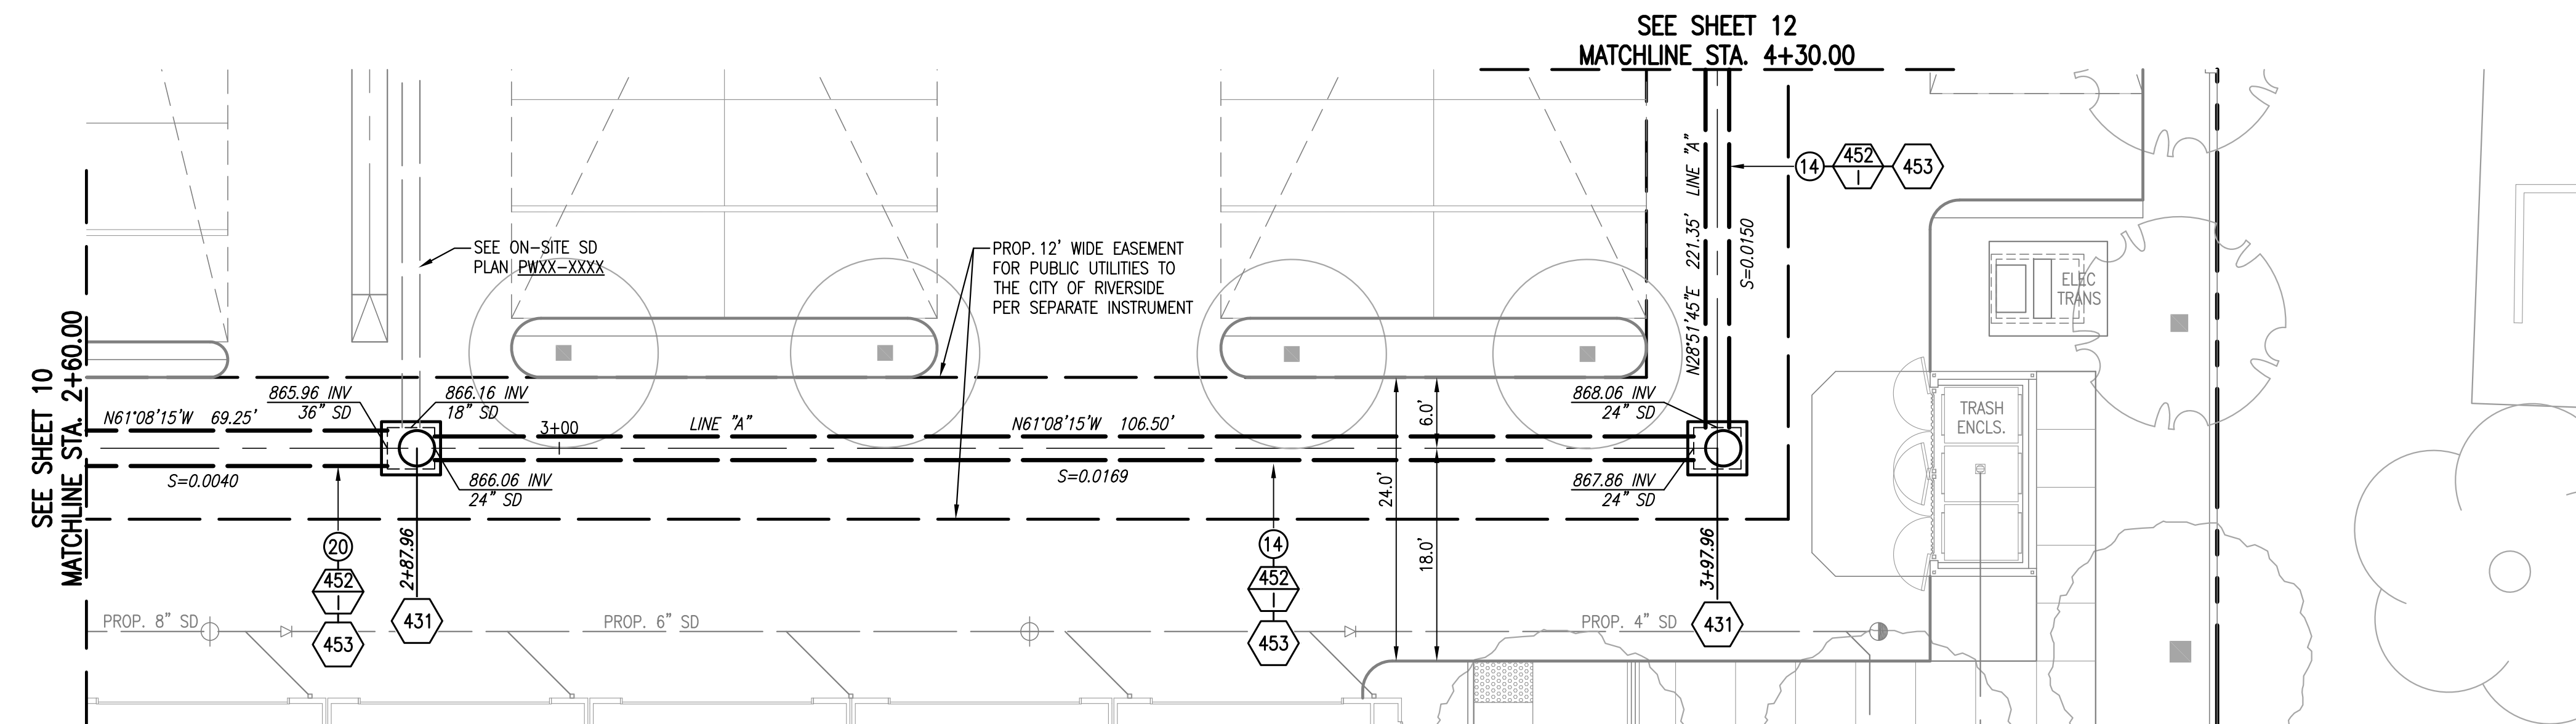 SEE SHEET 12
MATCHLINE STA. 4+30.00
SEE SHEET 10
MATCHLINE STA. 2+60.00
SEE ON-SITE SD
PLAN PWXX-XXXX
PROP. 12' WIDE EASEMENT
FOR PUBLIC UTILITIES TO
THE CITY OF RIVERSIDE
PER SEPARATE INSTRUMENT
N28°51'45"E 221.35' LINE "A"
S=0.0150
14
452
I
453
ELEC
TRANS
TRASH
ENCLS.
865.96 INV
36" SD
866.16 INV
18" SD
N61°08'15'W 69.25'
S=0.0040
3+00
LINE "A"
N61°08'15'W 106.50'
S=0.0169
866.06 INV
24" SD
868.06 INV
24" SD
867.86 INV
24" SD
6.0'
24.0'
18.0'
20
452
I
453
2+87.96
431
14
452
I
453
3+97.96
431
PROP. 8" SD
PROP. 6" SD
PROP. 4" SD